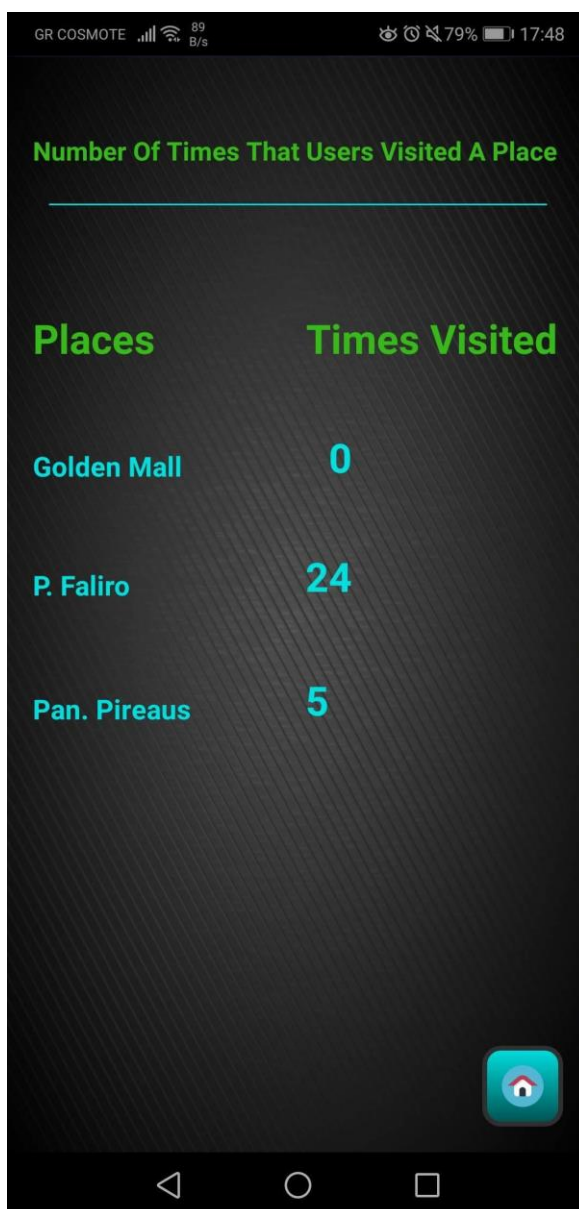 GR COSMOTE 89 B/s 79% 17:48
Number Of Times That Users Visited A Place
Places Times Visited
Golden Mall 0
P. Faliro 24
Pan. Pireaus 5